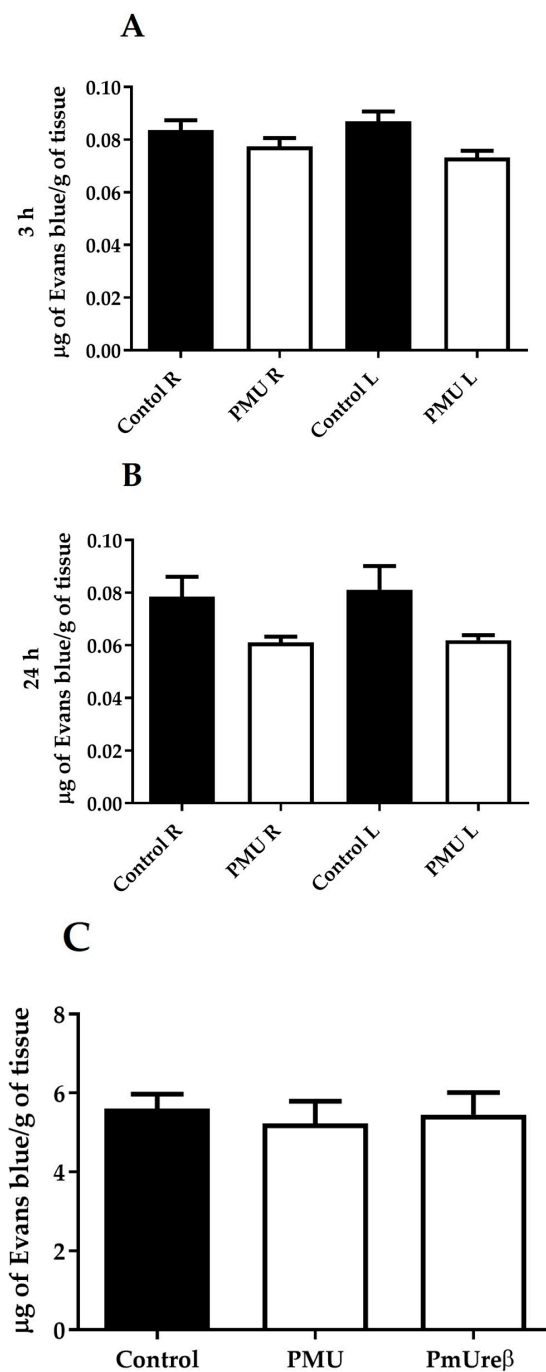 A
3 h
μg of Evans blue/g of tissue
0.10
0.08
0.06
0.04
0.02
0.00
Contol R
PMU R
Control L
PMU L
B
24 h
μg of Evans blue/g of tissue
0.10
0.08
0.06
0.04
0.02
0.00
Control R
PMU R
Control L
PMU L
C
μg of Evans blue/g of tissue
8
6
4
2
0
Control PMU PmUreβ